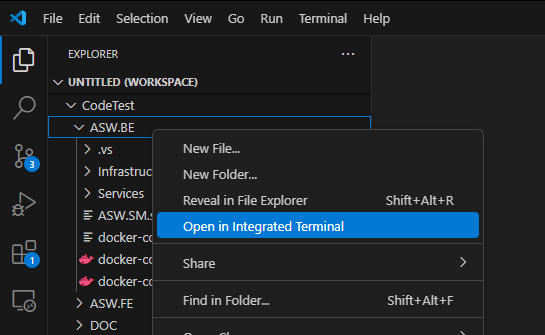 File Edit Selection View Go Run Terminal Help
EXPLORER
UNTITLED (WORKSPACE)
CodeTest
ASW.BE
.vs
New File...
Infrastruc
New Folder...
Services
Reveal in File Explorer Shift+Alt+R
ASW.SM.s
Open in Integrated Terminal
docker-co
docker-co
Share
docker-co
Find in Folder... Shift+Alt+F
ASW.FE
DOC
3
1